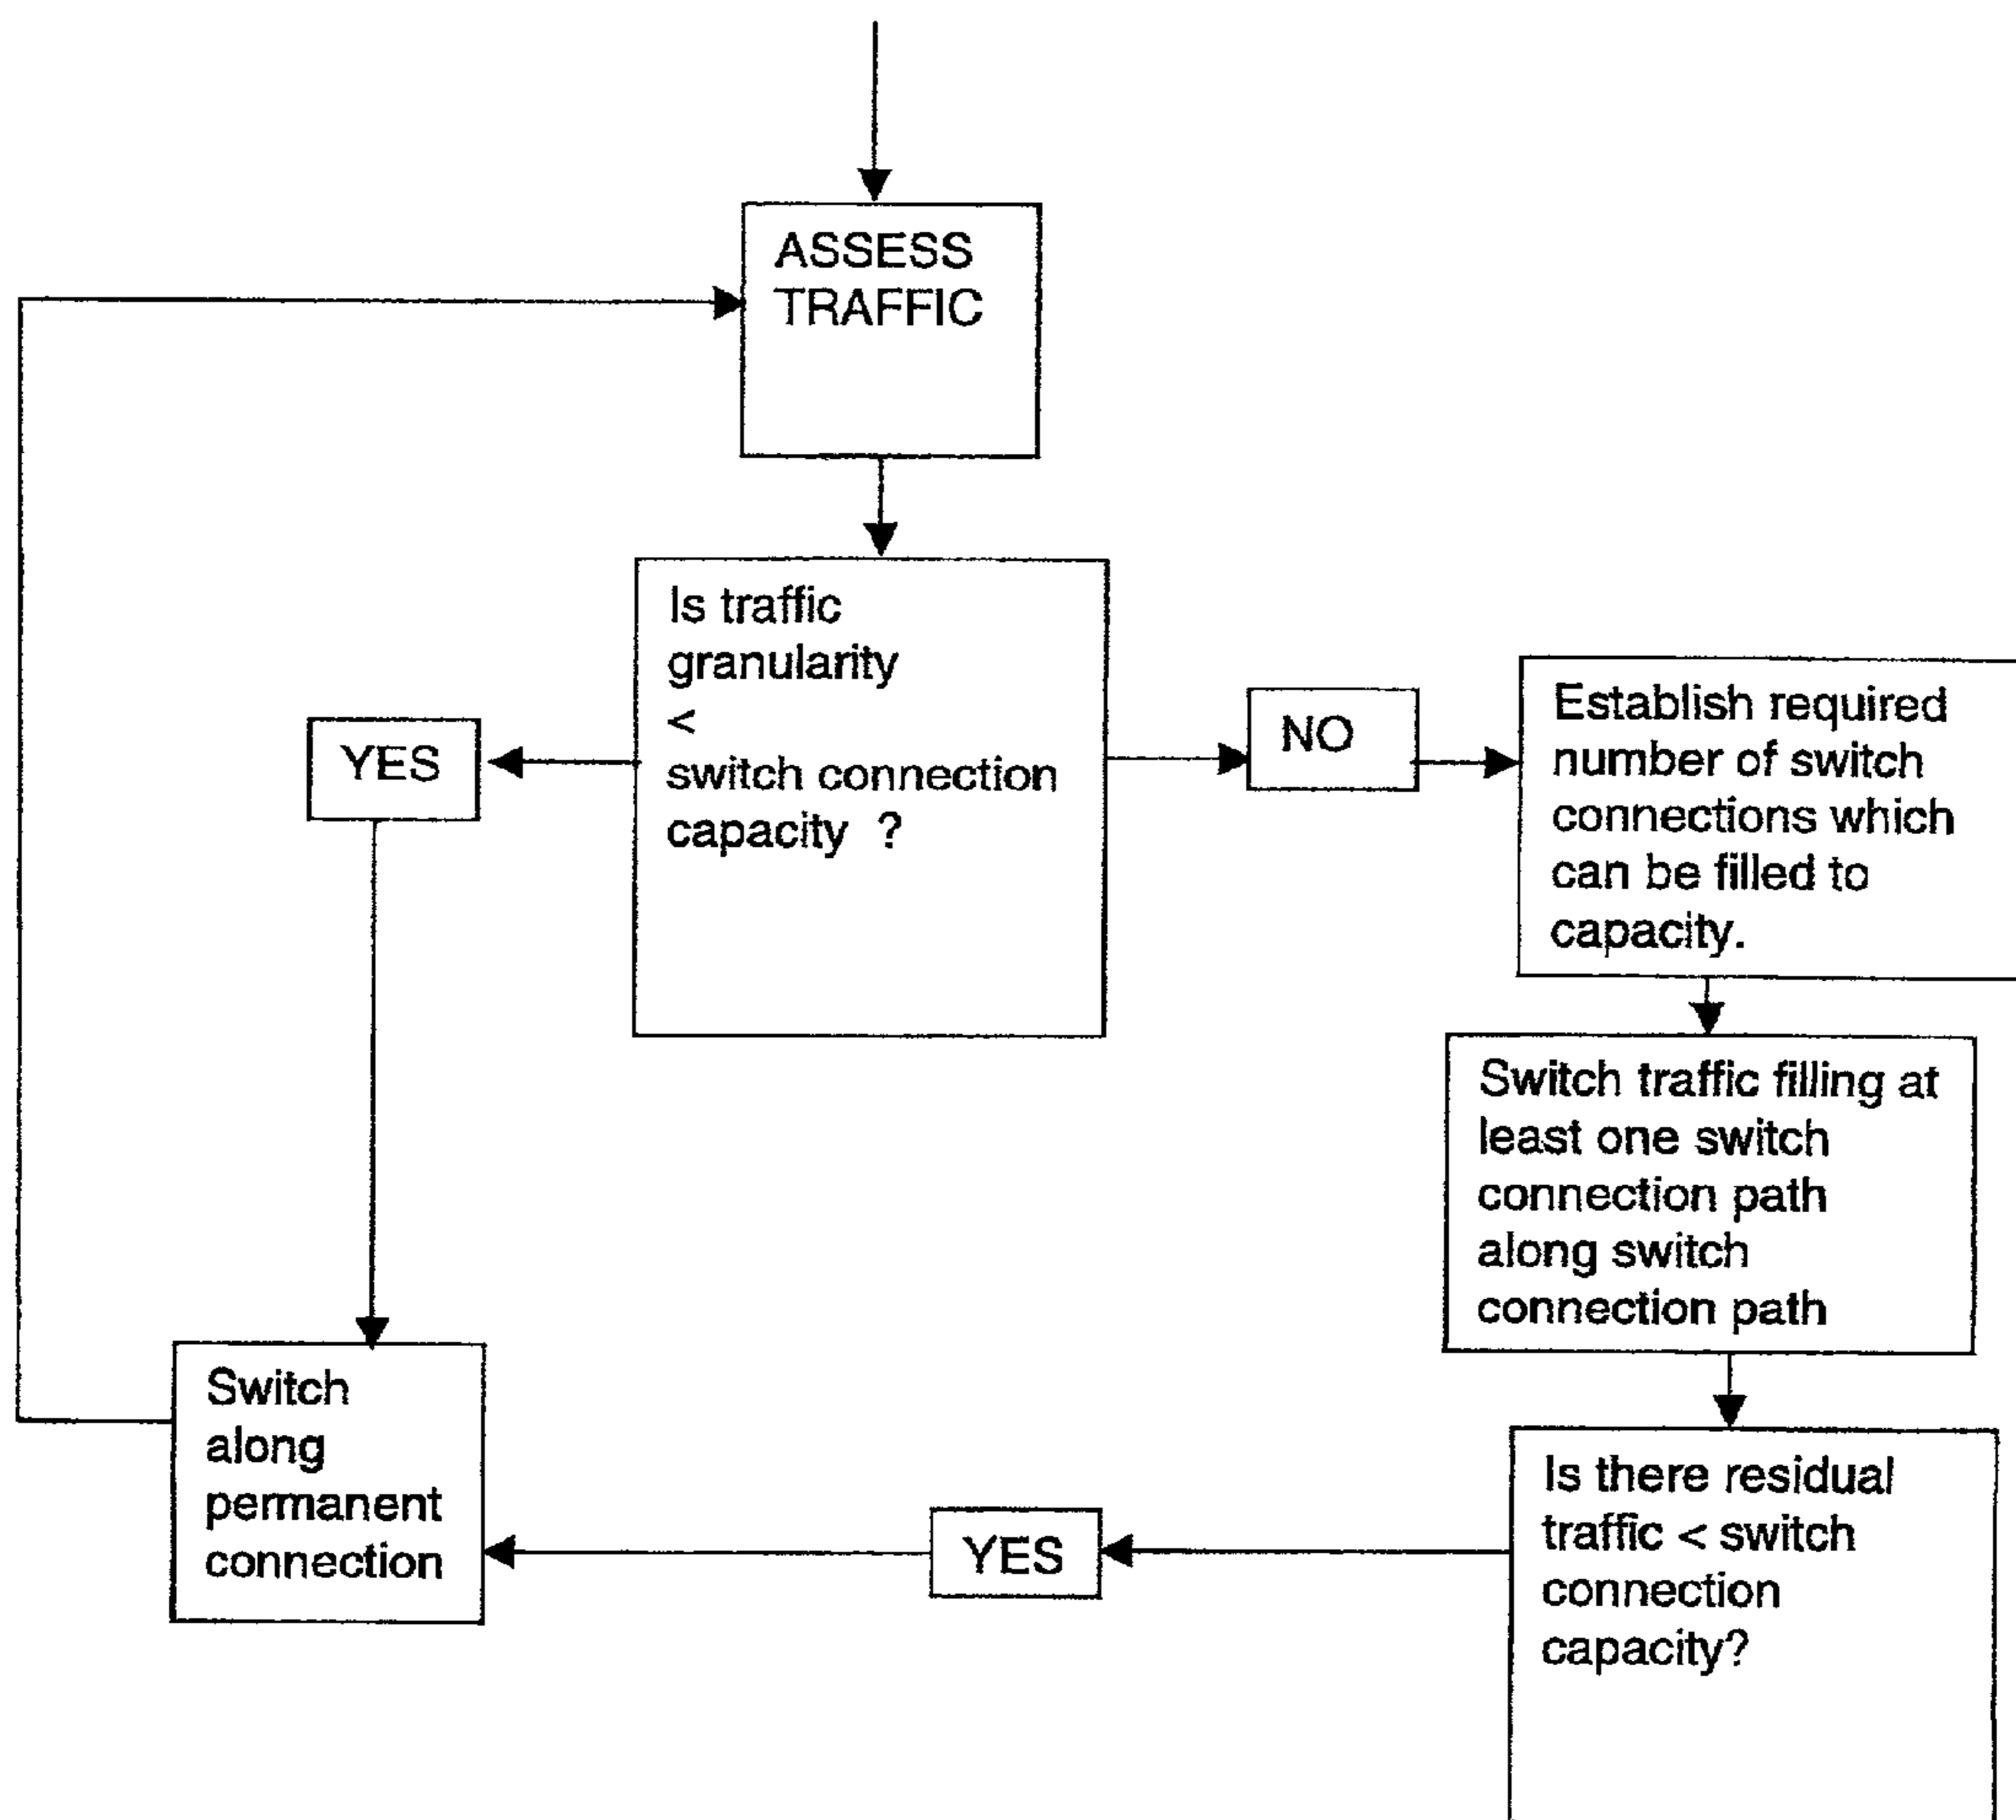 ASSESS
TRAFFIC
Is traffic
granularity
<
switch connection
capacity ?
YES
NO
Establish required
number of switch
connections which
can be filled to
capacity.
Switch traffic filling at
least one switch
connection path
along switch
connection path
Is there residual
traffic < switch
connection
capacity?
YES
Switch
along
permanent
connection